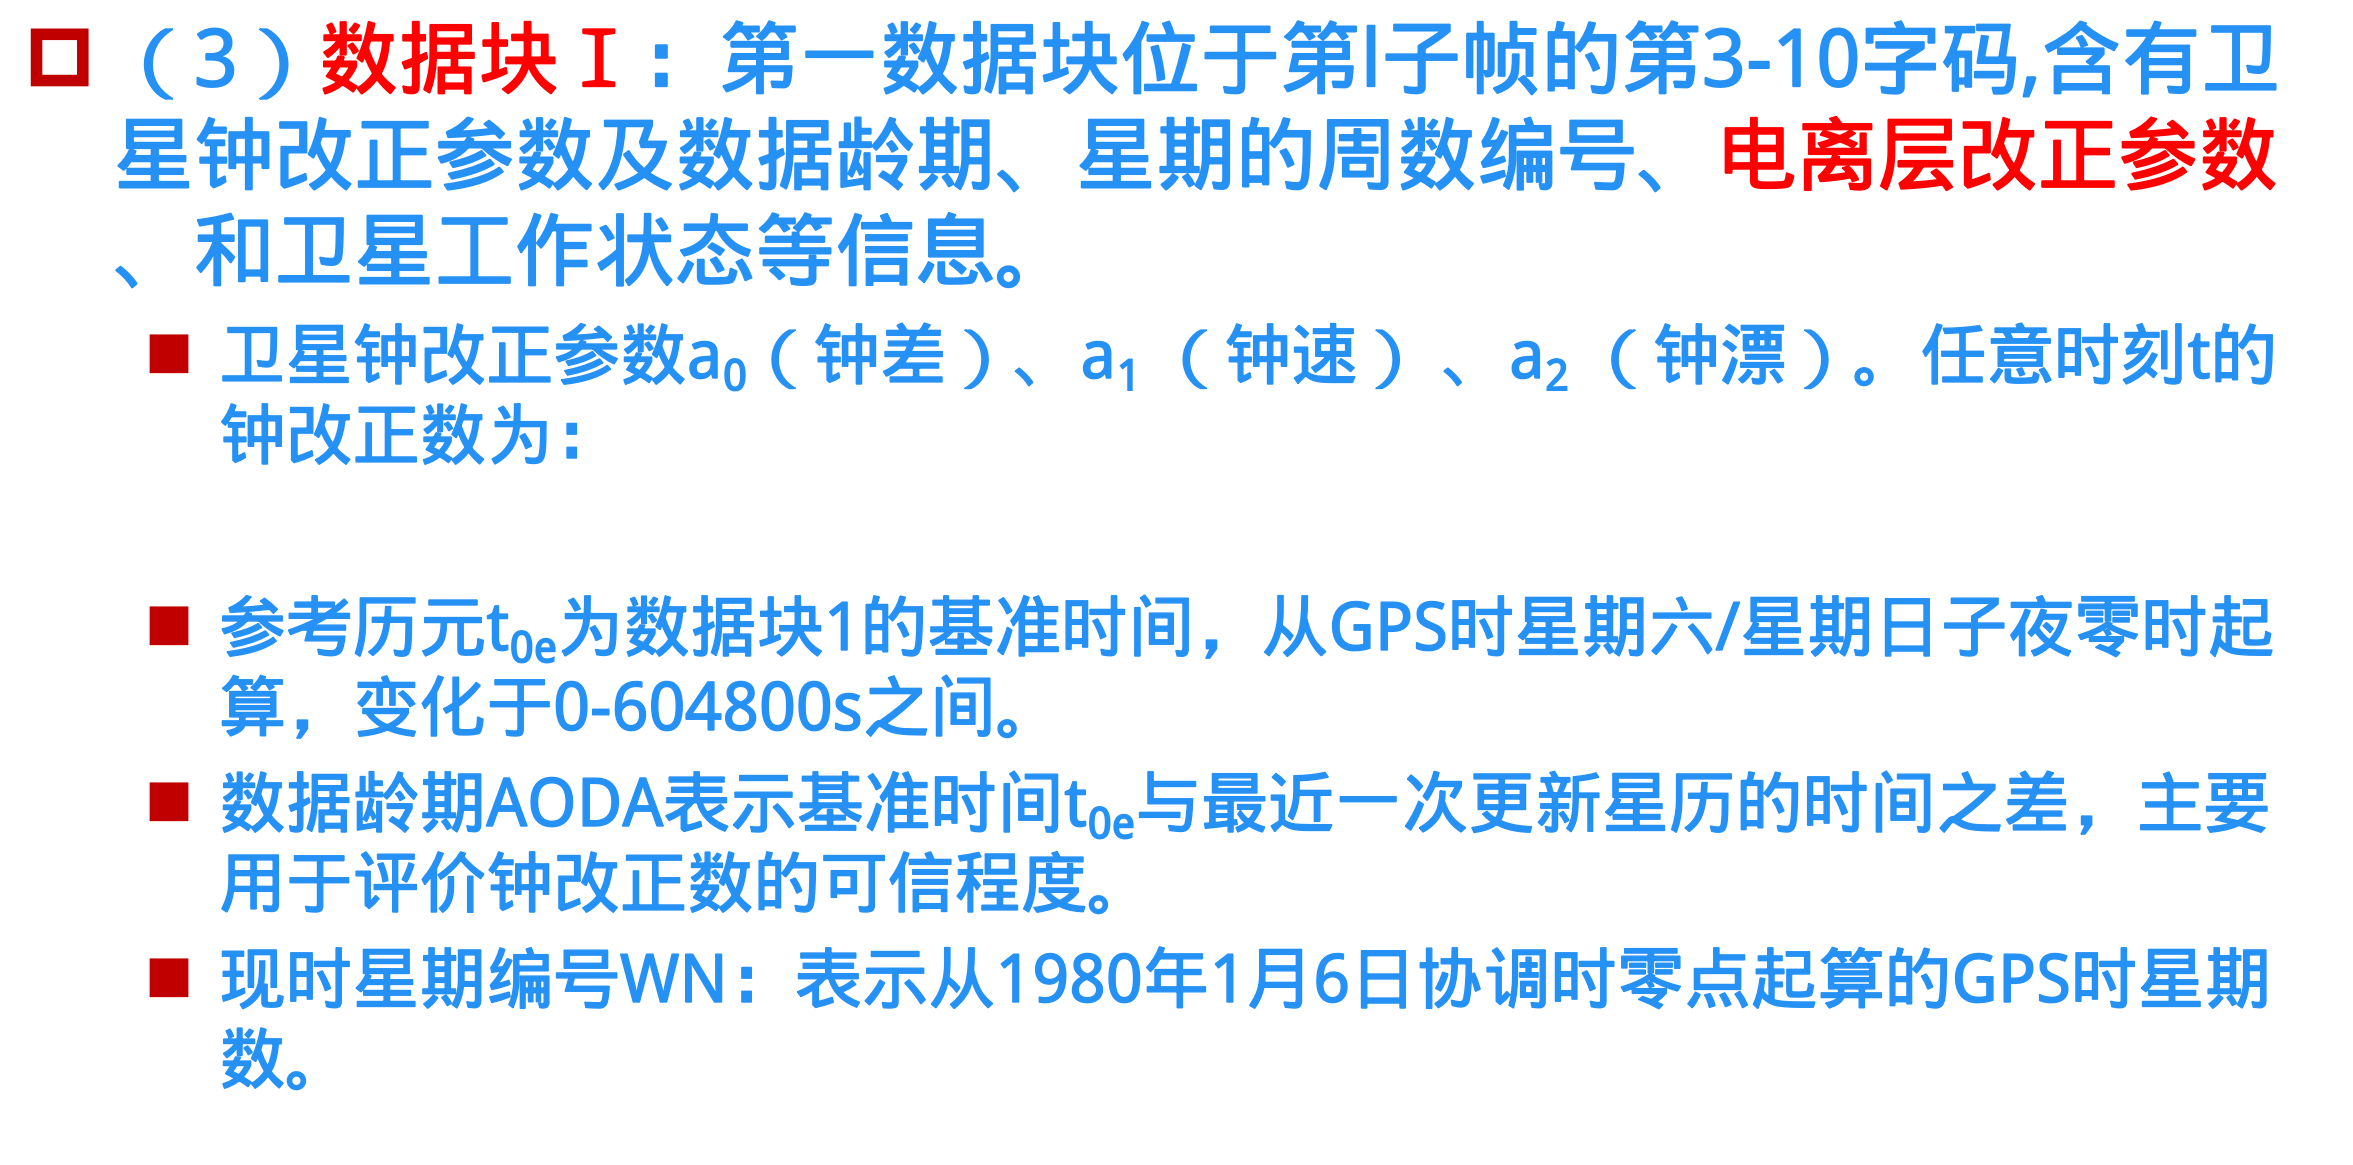 （3）数据块Ⅰ：第一数据块位于第I子帧的第3-10字码,含有卫
星钟改正参数及数据龄期、星期的周数编号、电离层改正参数
、和卫星工作状态等信息。
卫星钟改正参数a₀（钟差）、a₁（钟速）、a₂（钟漂）。任意时刻t的
钟改正数为：
参考历元t₀ₑ为数据块1的基准时间，从GPS时星期六/星期日子夜零时起
算，变化于0-604800s之间。
数据龄期AODA表示基准时间t₀ₑ与最近一次更新星历的时间之差，主要
用于评价钟改正数的可信程度。
现时星期编号WN：表示从1980年1月6日协调时零点起算的GPS时星期
数。